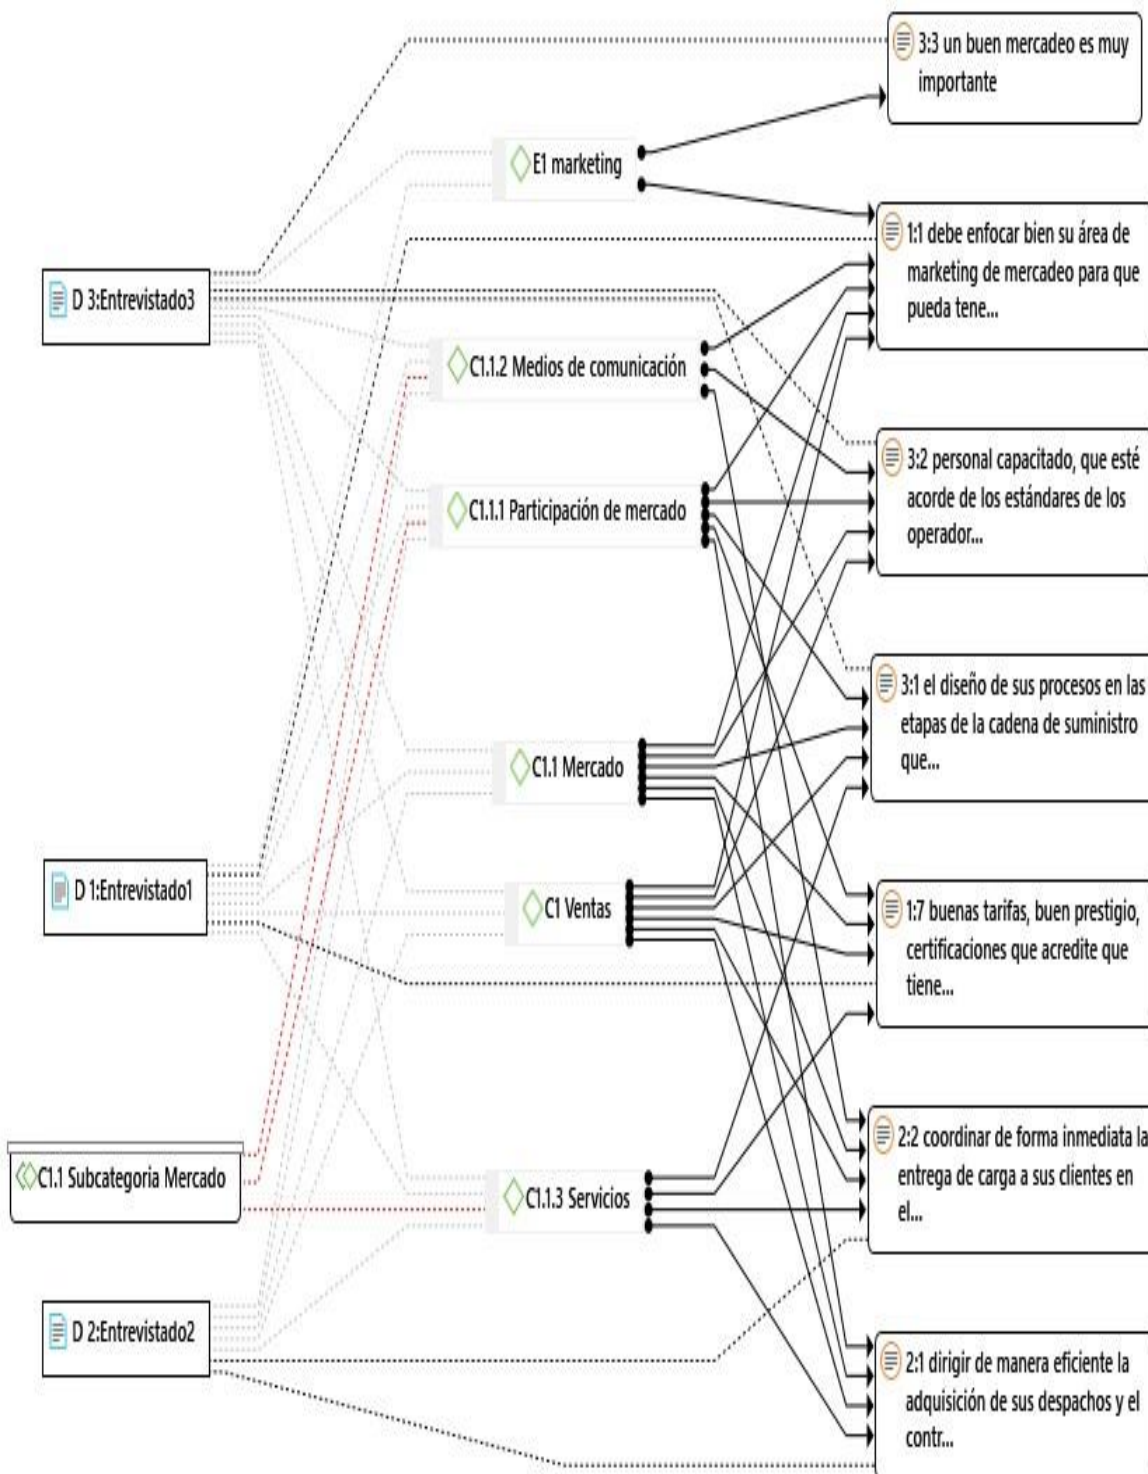 3:3 un buen mercadeo es muy
importante
E1 marketing
1:1 debe enfocar bien su área de
marketing de mercadeo para que
pueda tene...
D 3:Entrevistado3
C1.1.2 Medios de comunicación
3:2 personal capacitado, que esté
acorde de los estándares de los
operador...
C1.1.1 Participación de mercado
3:1 el diseño de sus procesos en las
etapas de la cadena de suministro
que...
C1.1 Mercado
D 1:Entrevistado1
C1 Ventas
1:7 buenas tarifas, buen prestigio,
certificaciones que acredite que
tiene...
C1.1 Subcategoria Mercado
C1.1.3 Servicios
2:2 coordinar de forma inmediata la
entrega de carga a sus clientes en
el...
D 2:Entrevistado2
2:1 dirigir de manera eficiente la
adquisición de sus despachos y el
contr...